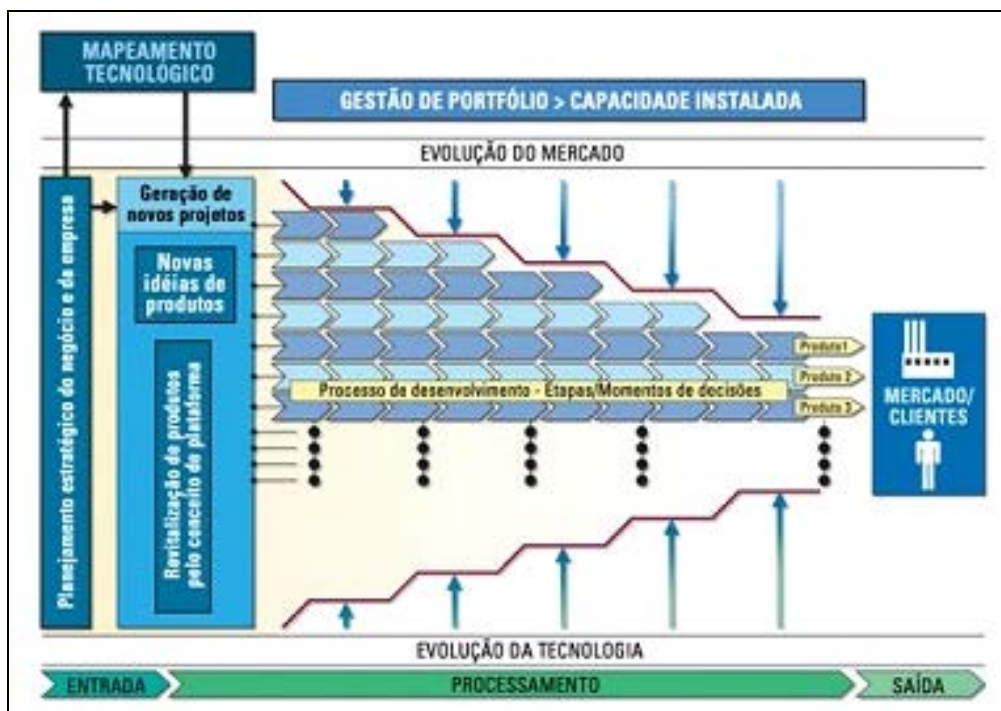 MAPEAMENTO
TECNOLÓGICO
GESTÃO DE PORTFÓLIO > CAPACIDADE INSTALADA
EVOLUÇÃO DO MERCADO
Planejamento estratégico do negócio e da empresa
Geração de
novos projetos
Novas
idéias de
produtos
Revitalização de produtos
pelo conceito de plataforma
Produto1
Produto 2
Processo de desenvolvimento - Etapas/Momentos de decisões
Produto 3
MERCADO/
CLIENTES
EVOLUÇÃO DA TECNOLOGIA
ENTRADA
PROCESSAMENTO
SAÍDA